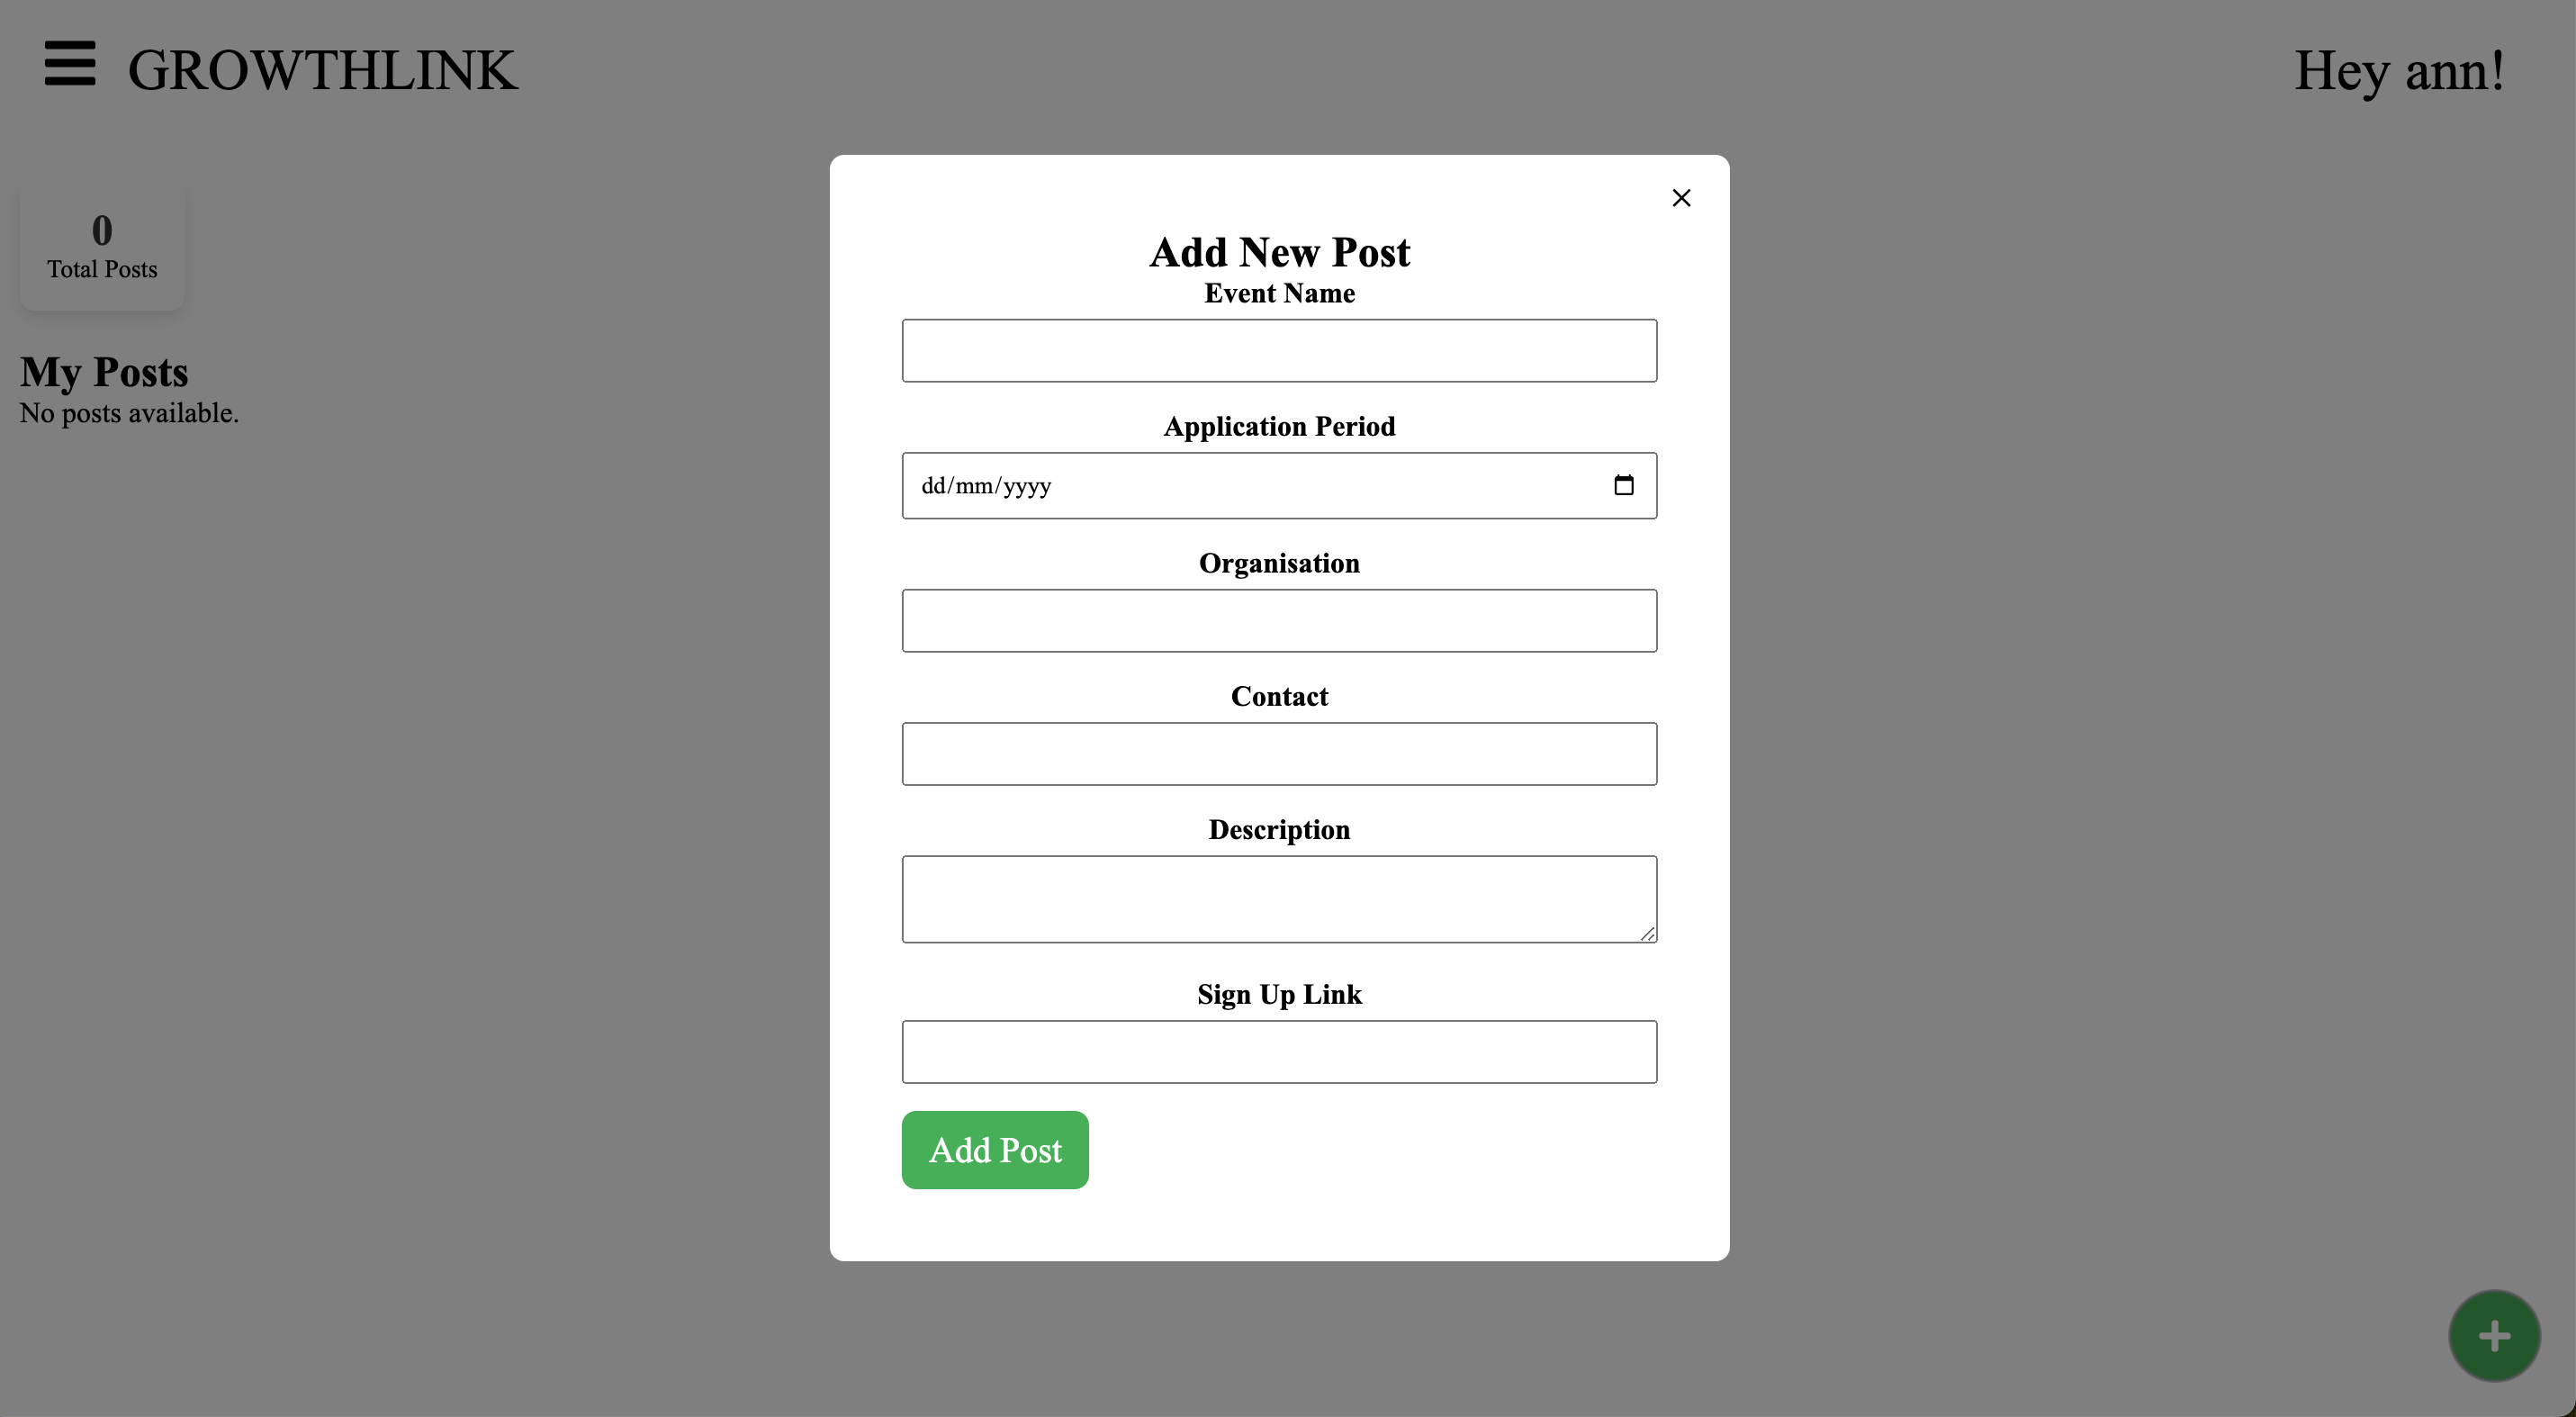 GROWTHLINK
Hey ann!
0
Total Posts
My Posts
No posts available.
Add New Post
Event Name
Application Period
dd/mm/yyyy
Organisation
Contact
Description
Sign Up Link
Add Post